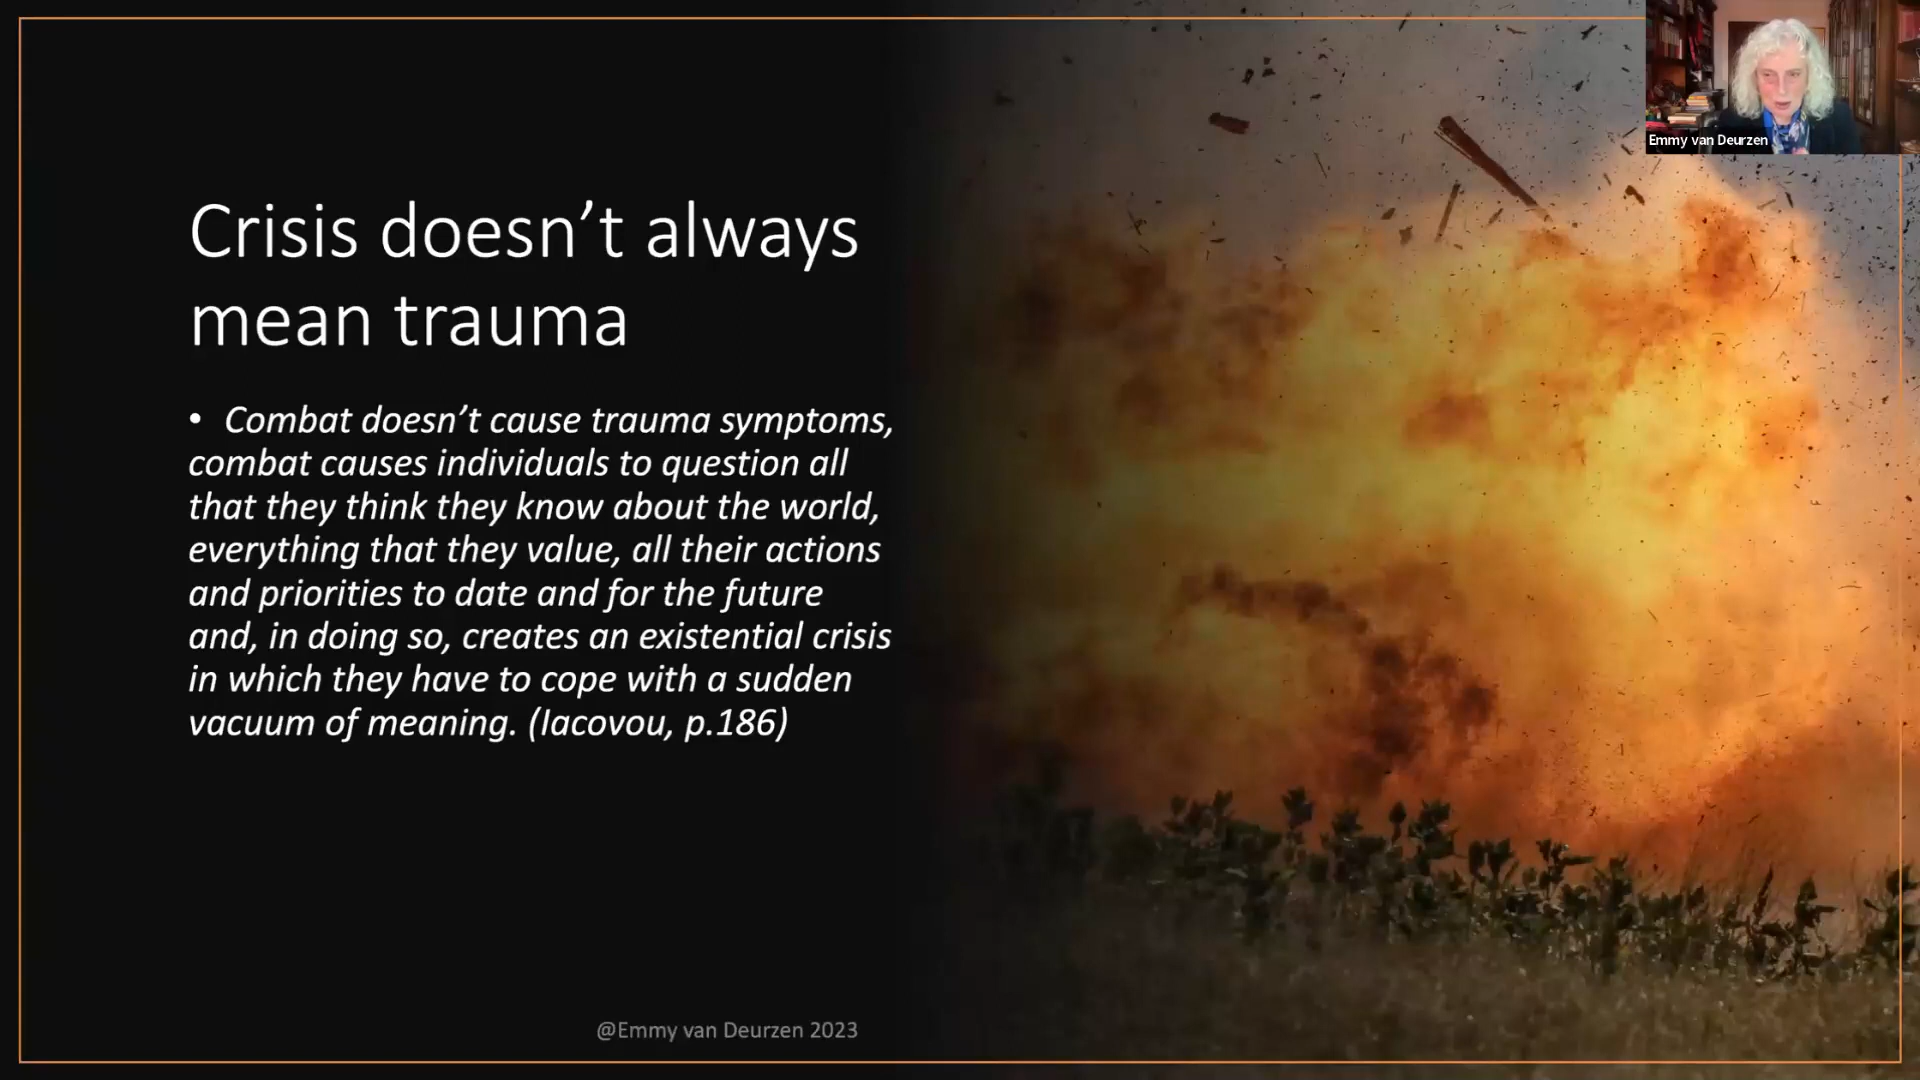 Emmy van Deurzen
Crisis doesn’t always
mean trauma
• Combat doesn’t cause trauma symptoms,
combat causes individuals to question all
that they think they know about the world,
everything that they value, all their actions
and priorities to date and for the future
and, in doing so, creates an existential crisis
in which they have to cope with a sudden
vacuum of meaning. (Iacovou, p.186)
@Emmy van Deurzen 2023